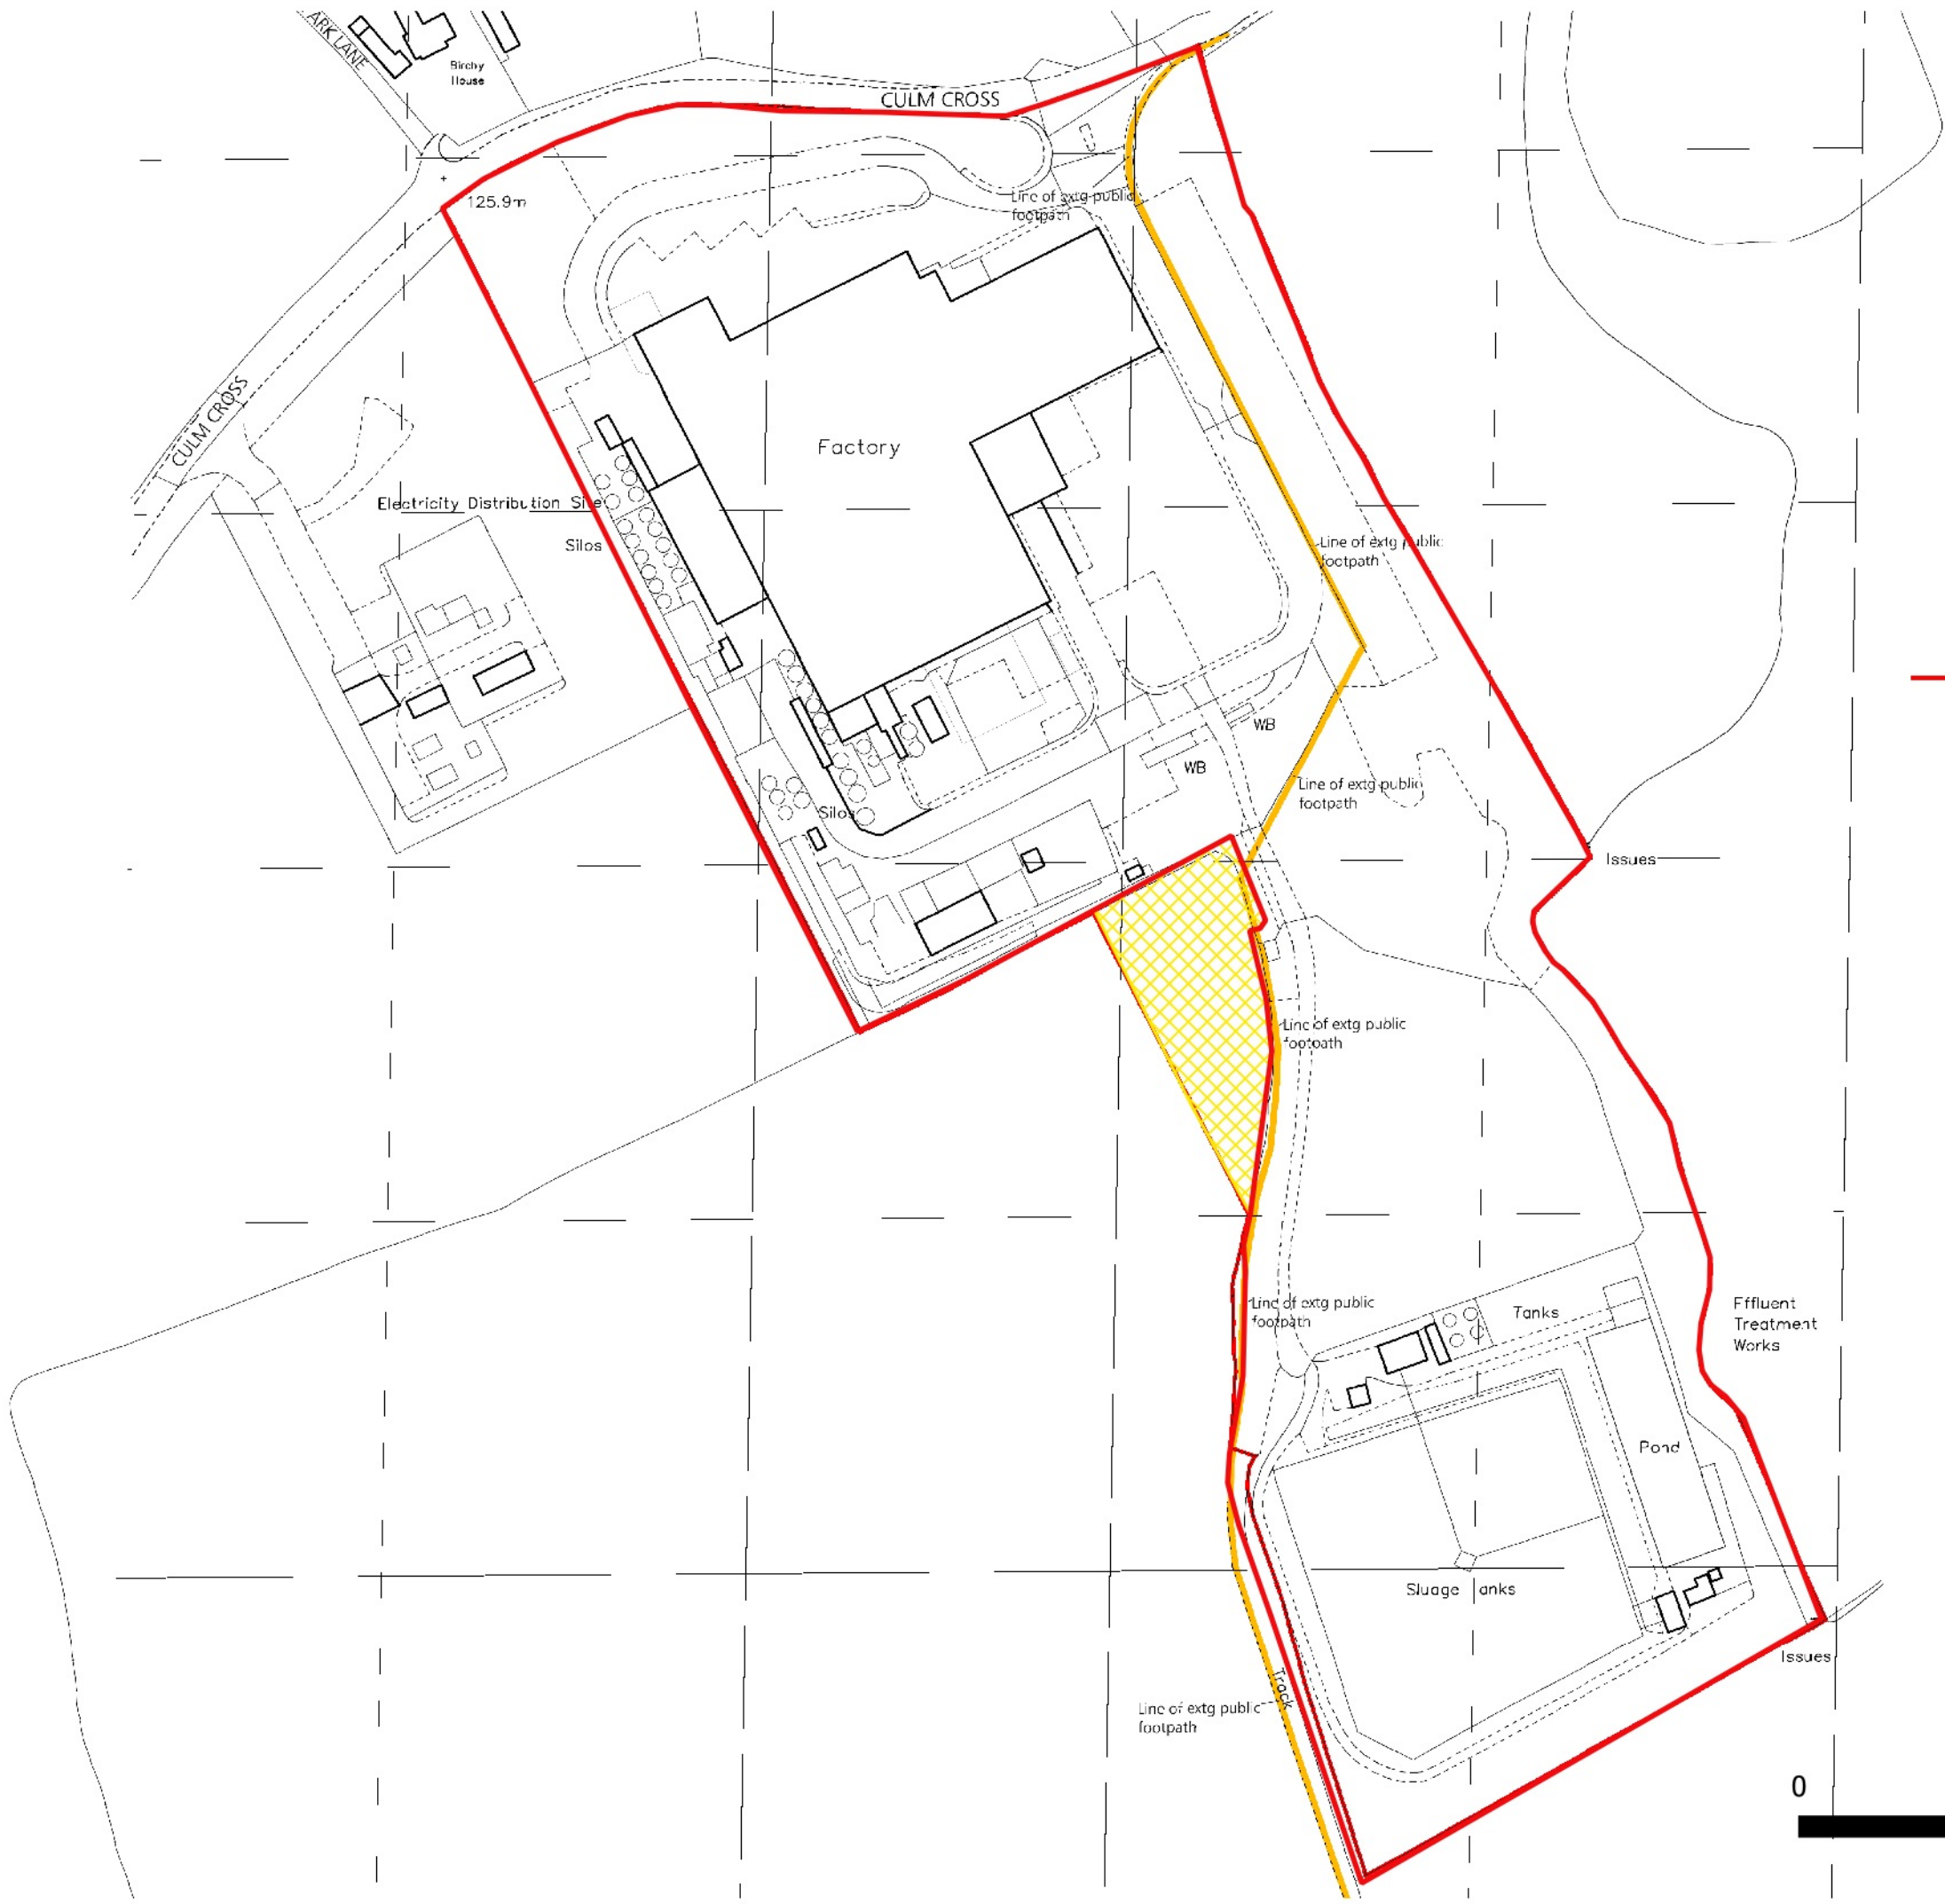 ARK LANE
Birchy
House
CULM CROSS
125.9m
Line of extg public
footpath
CULM CROSS
Factory
Electricity Distribution Site
Silos
Line of extg public
footpath
WB
WB
Line of extg public
footpath
Silos
Issues
Line of extg public
footpath
Line of extg public
footpath
Tanks
Effluent
Treatment
Works
Pond
Sludge Tanks
Issues
Track
Line of extg public
footpath
0